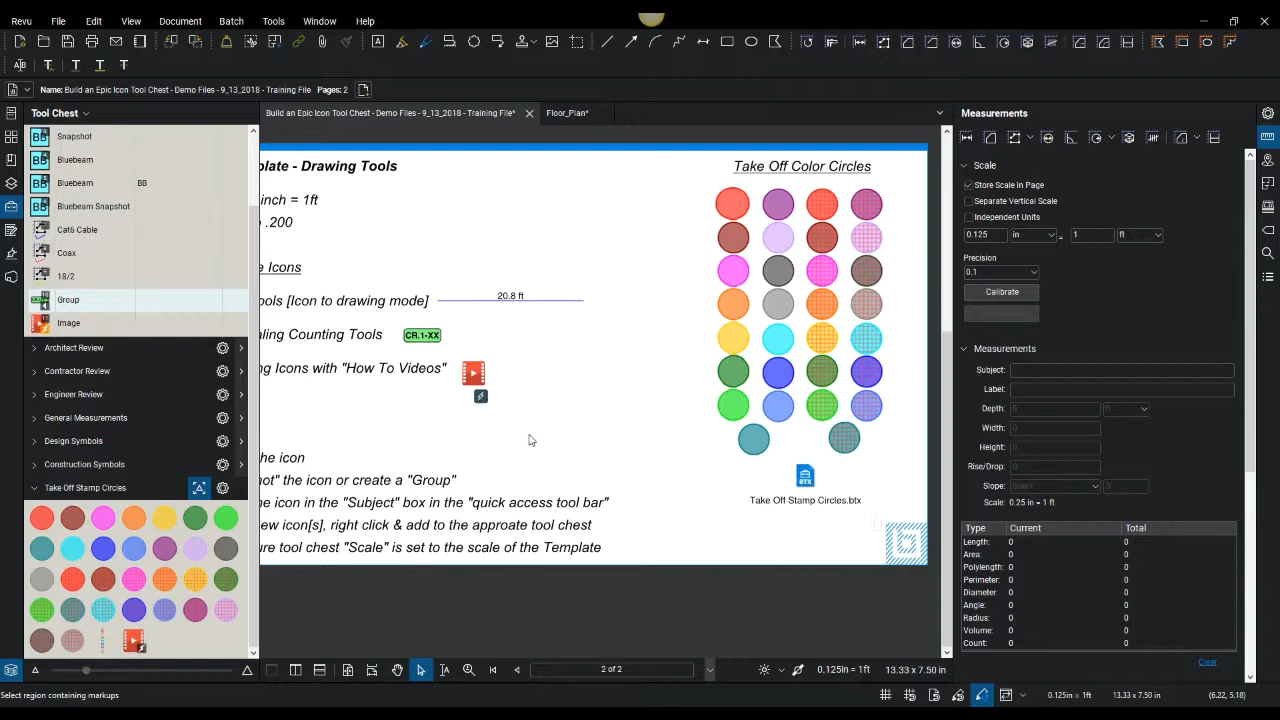 Revu File Edit View Document Batch Tools Window Help
Name: Build an Epic Icon Tool Chest - Demo Files - 9_13_2018 - Training File Pages: 2
Tool Chest
Build an Epic Icon Tool Chest - Demo Files - 9_13_2018 - Training File*
Floor_Plan*
Measurements
Snapshot
Bluebeam
Bluebeam BB
Bluebeam Snapshot
Cat6 Cable
Coax
18/2
Group
Image
Architect Review
Contractor Review
Engineer Review
General Measurements
Design Symbols
Construction Symbols
Take Off Stamp Circles
plate - Drawing Tools
inch = 1ft
.200
e Icons
ools [Icon to drawing mode]
20.8 ft
ling Counting Tools
CR.1-XX
ng Icons with "How To Videos"
he icon
ot" the icon or create a "Group"
he icon in the "Subject" box in the "quick access tool bar"
ew icon[s], right click & add to the approate tool chest
ure tool chest "Scale" is set to the scale of the Template
Take Off Color Circles
BTX
Take Off Stamp Circles.btx
Scale
Store Scale in Page
Separate Vertical Scale
Independent Units
0.125 in = 1 ft
Precision
0.1
Calibrate
Measurements
Subject:
Label:
Depth: ft
Width: 0
Height: 0
Rise/Drop: 0
Slope: Select 0
Scale: 0.25 in = 1 ft
Type Current Total
Length: 0 0
Area: 0 0
Polylength: 0 0
Perimeter: 0 0
Diameter: 0 0
Angle: 0 0
Radius: 0 0
Volume: 0 0
Count: 0 0
Clear
2 of 2
0.125in = 1ft
13.33 x 7.50 in
Select region containing markups
0.125in = 1ft
13.33 x 7.50 in
(6.22, 5.18)